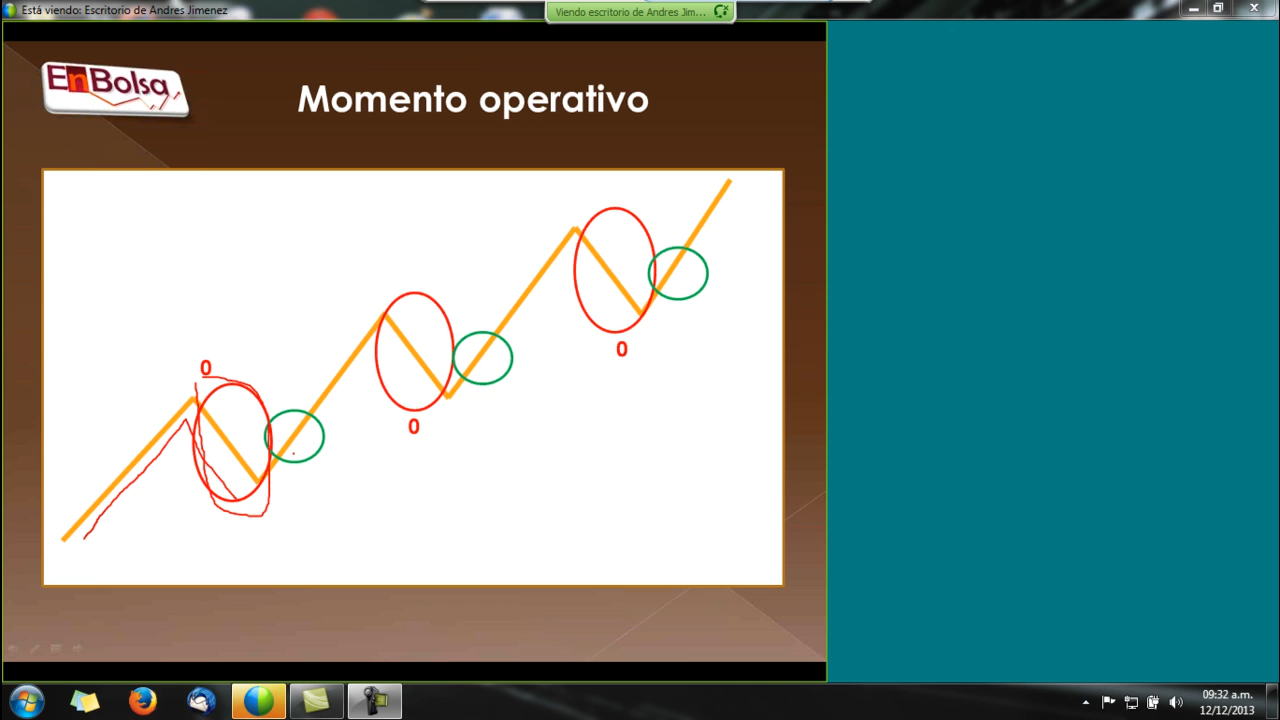 Está viendo: Escritorio de Andres Jimenez
Viendo escritorio de Andres Jim...
EnBolsa
Momento operativo
0
0
0
09:32 a.m.
12/12/2013